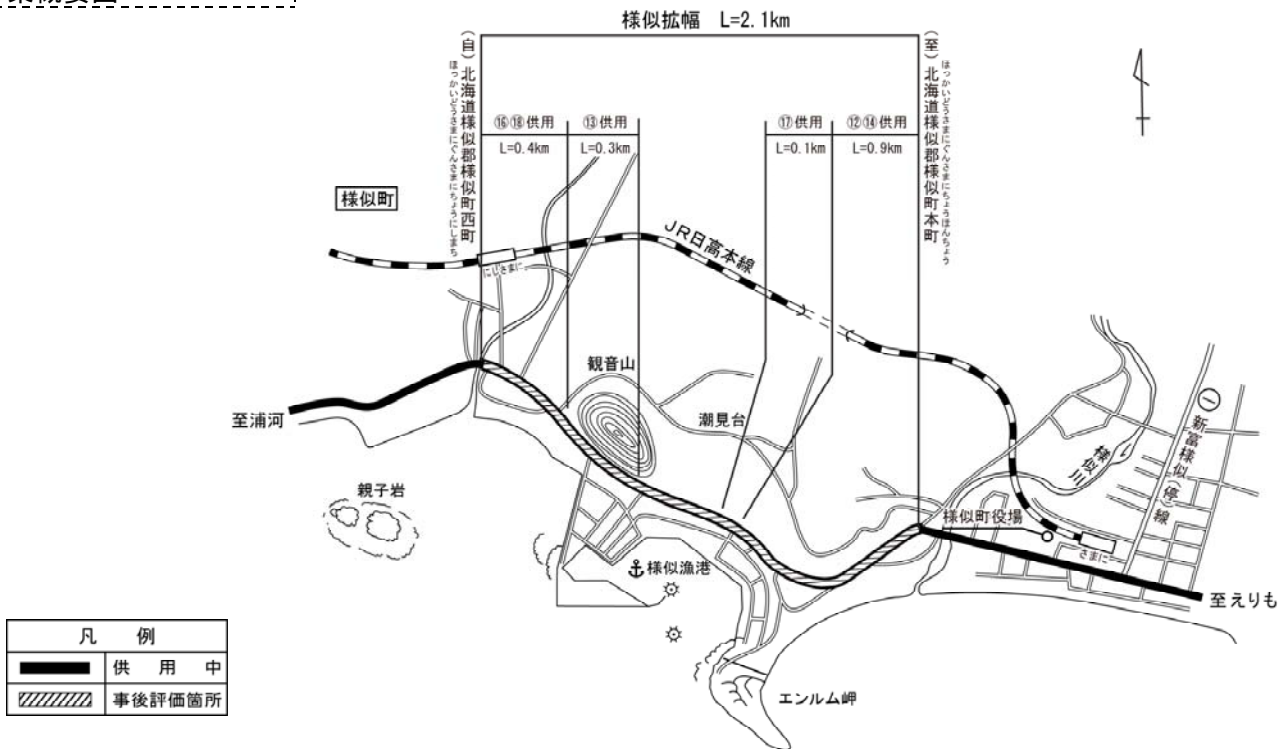 様似拡幅 L=2.1km
(自)北海道様似郡様似町西町
ほっかいどうさまにぐんさまにちょうにしまち
(至)北海道様似郡様似町本町
ほっかいどうさまにぐんさまにちょうほんちょう
⑯⑱供用
L=0.4km
⑬供用
L=0.3km
⑰供用
L=0.1km
⑫⑭供用
L=0.9km
様似町
JR日高本線
にしさまに
観音山
潮見台
至浦河
親子岩
様似漁港
様似川
一
新富様似(停)線
様似町役場
さまに
至えりも
エンルム岬
凡例
供用中
事後評価箇所